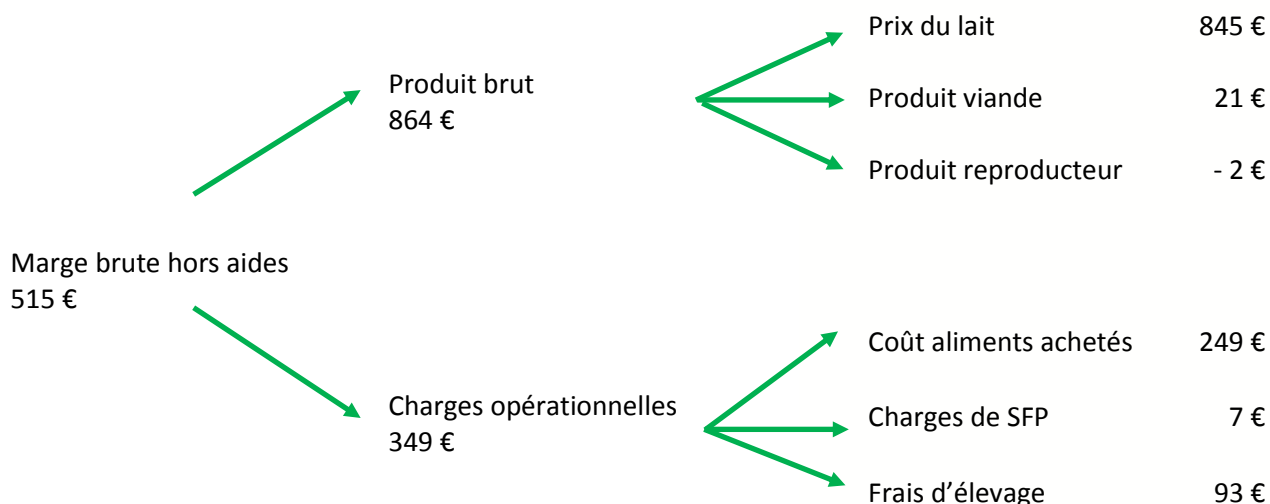 Prix du lait 845 €
Produit brut
864 €
Produit viande 21 €
Produit reproducteur - 2 €
Marge brute hors aides
515 €
Coût aliments achetés 249 €
Charges opérationnelles
349 €
Charges de SFP 7 €
Frais d’élevage 93 €